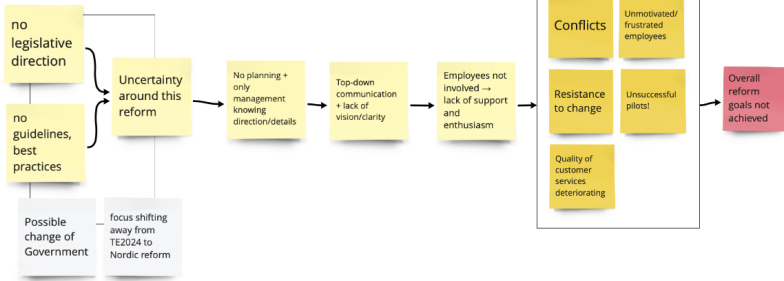 no
legislative
direction
no
guidelines,
best
practices
Uncertainty
around this
reform
Possible
change of
Government
focus shifting
away from
TE2024 to
Nordic reform
No planning +
only
management
knowing
direction/details
Top-down
communication
+ lack of
vision/clarity
Employees not
involved →
lack of support
and
enthusiasm
Conflicts
Unmotivated/
frustrated
employees
Resistance
to change
Unsuccessful
pilots!
Quality of
customer
services
deteriorating
Overall
reform
goals not
achieved